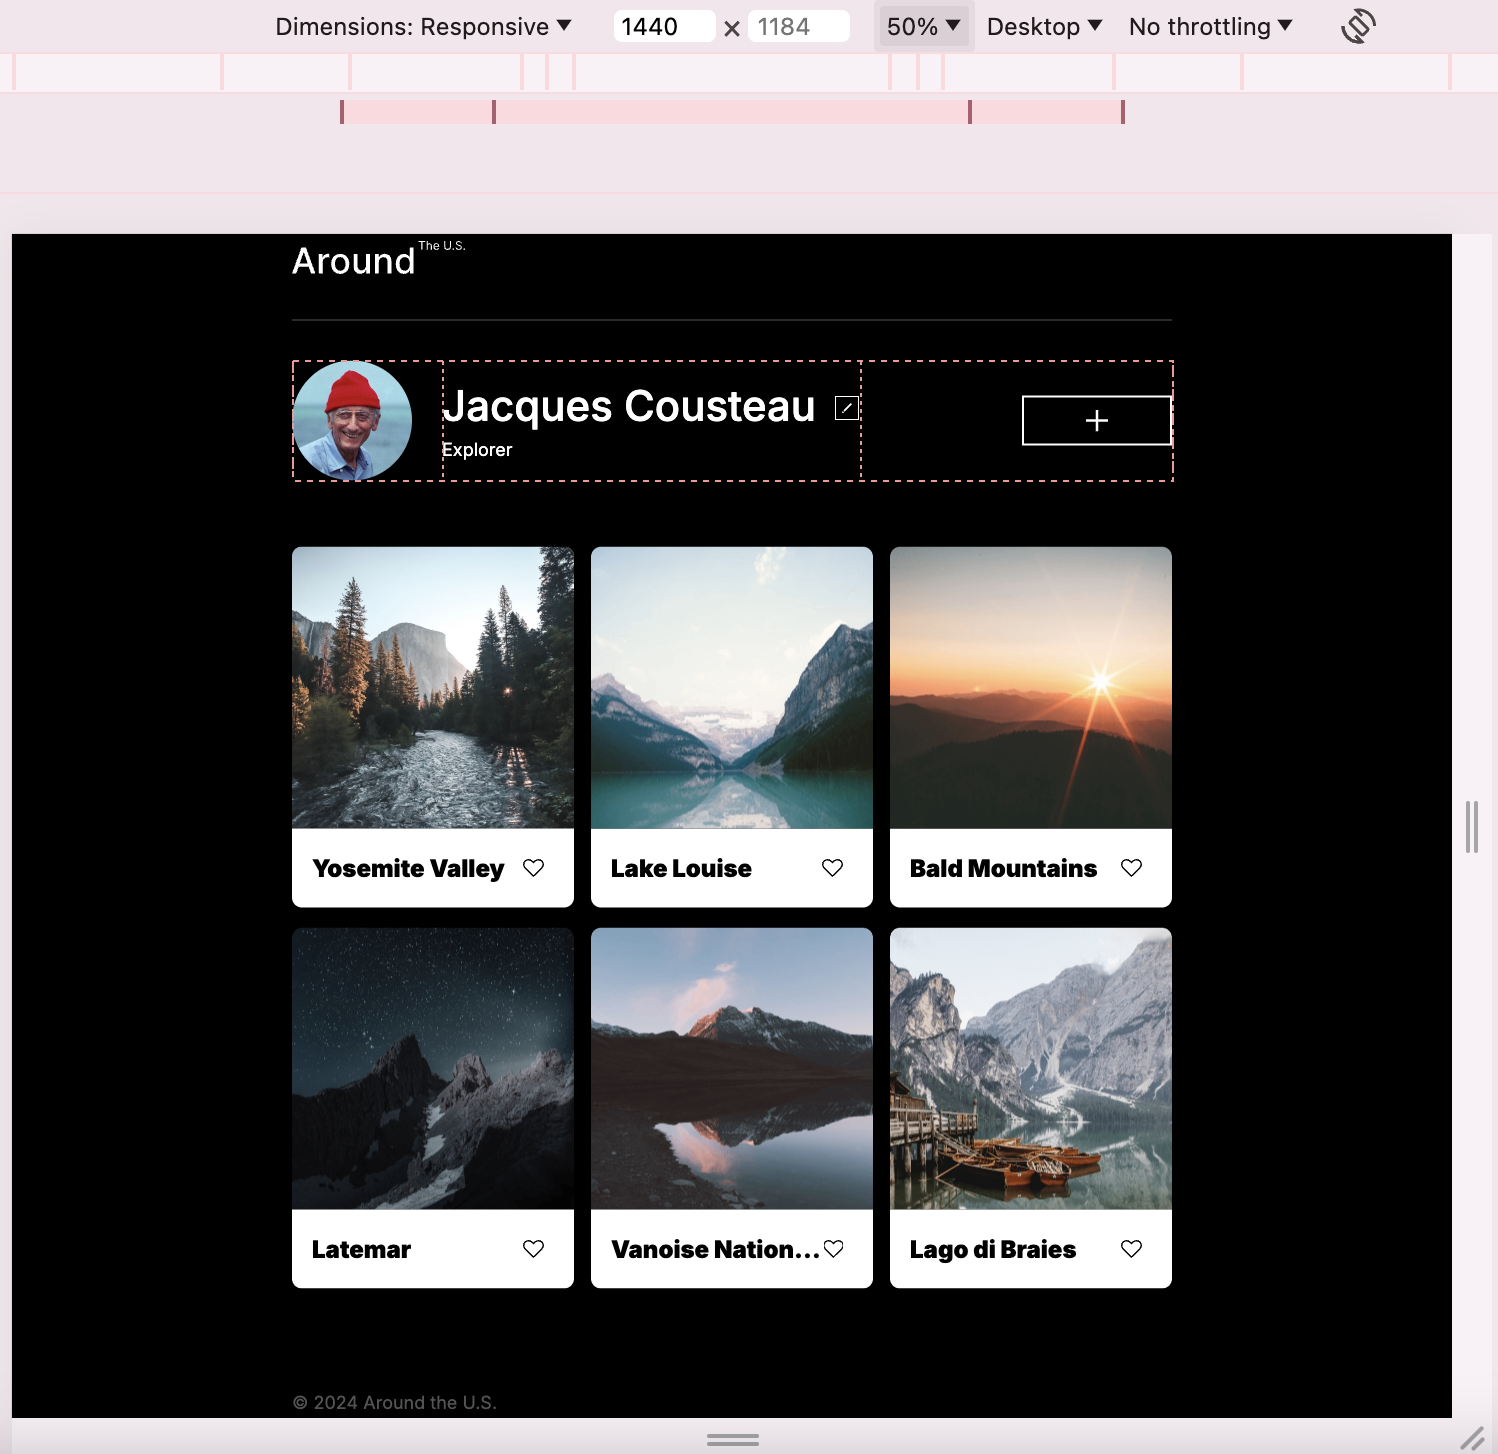 Dimensions: Responsive ▼ 1440 × 1184 50% ▼ Desktop ▼ No throttling ▼
Around The U.S.
Jacques Cousteau
Explorer
Yosemite Valley
Lake Louise
Bald Mountains
Latemar
Vanoise Nation...
Lago di Braies
© 2024 Around the U.S.